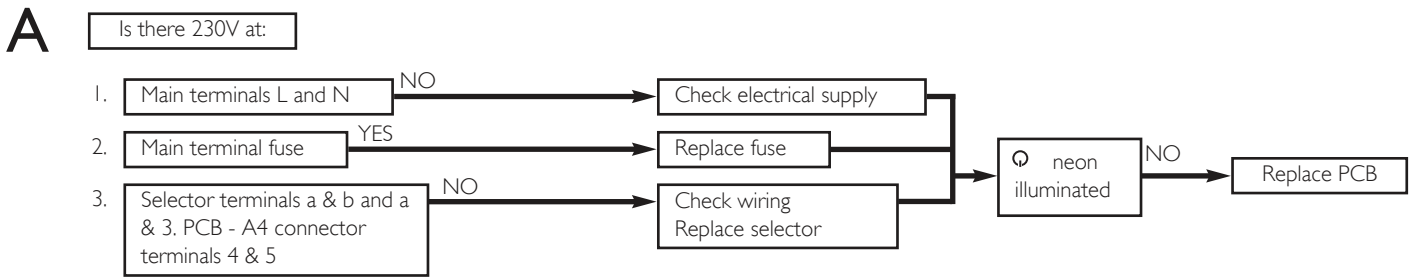 A
Is there 230V at:
1. Main terminals L and N
NO
Check electrical supply
2. Main terminal fuse
YES
Replace fuse
3. Selector terminals a & b and a
& 3. PCB - A4 connector
terminals 4 & 5
NO
Check wiring
Replace selector
neon
illuminated
NO
Replace PCB